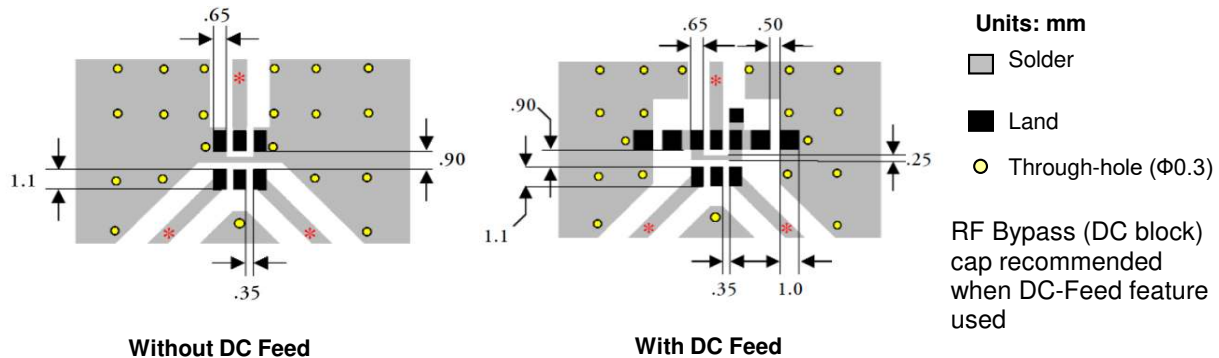 .65
.65
.50
Units: mm
Solder
*
*
.90
Land
.90
.25
1.1
Through-hole (Φ0.3)
1.1
*
*
*
*
RF Bypass (DC block)
cap recommended
when DC-Feed feature
used
.35
.35
1.0
Without DC Feed
With DC Feed